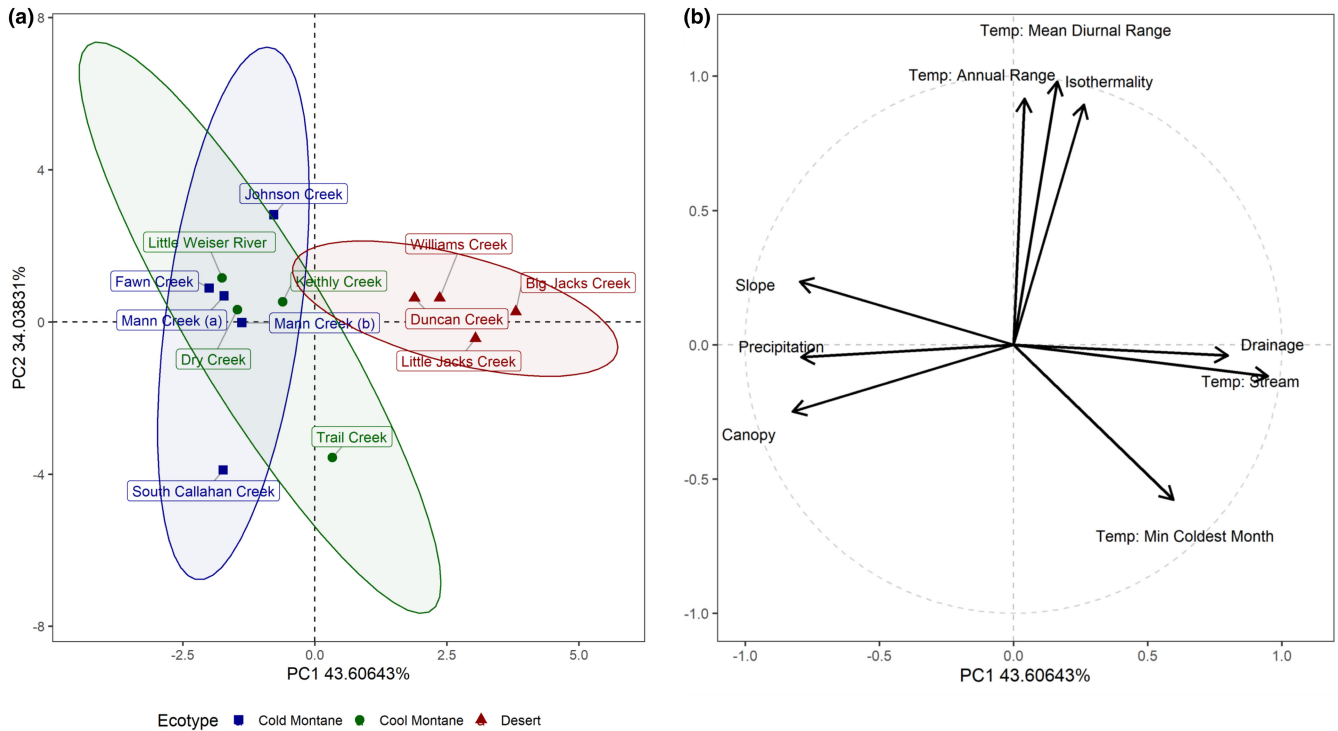 (a)
8
4
0
-4
-8
PC2 34.03831%
Johnson Creek
Little Weiser River
Williams Creek
Fawn Creek
Keithly Creek
Big Jacks Creek
Mann Creek (a)
Mann Creek (b)
Duncan Creek
Dry Creek
Little Jacks Creek
Trail Creek
South Callahan Creek
-2.5 0.0 2.5 5.0
PC1 43.60643%
Ecotype Cold Montane Cool Montane Desert
(b)
Temp: Mean Diurnal Range
Temp: Annual Range
Isothermality
Slope
Precipitation
Drainage
Temp: Stream
Canopy
Temp: Min Coldest Month
1.0
0.5
0.0
-0.5
-1.0
-1.0 -0.5 0.0 0.5 1.0
PC1 43.60643%